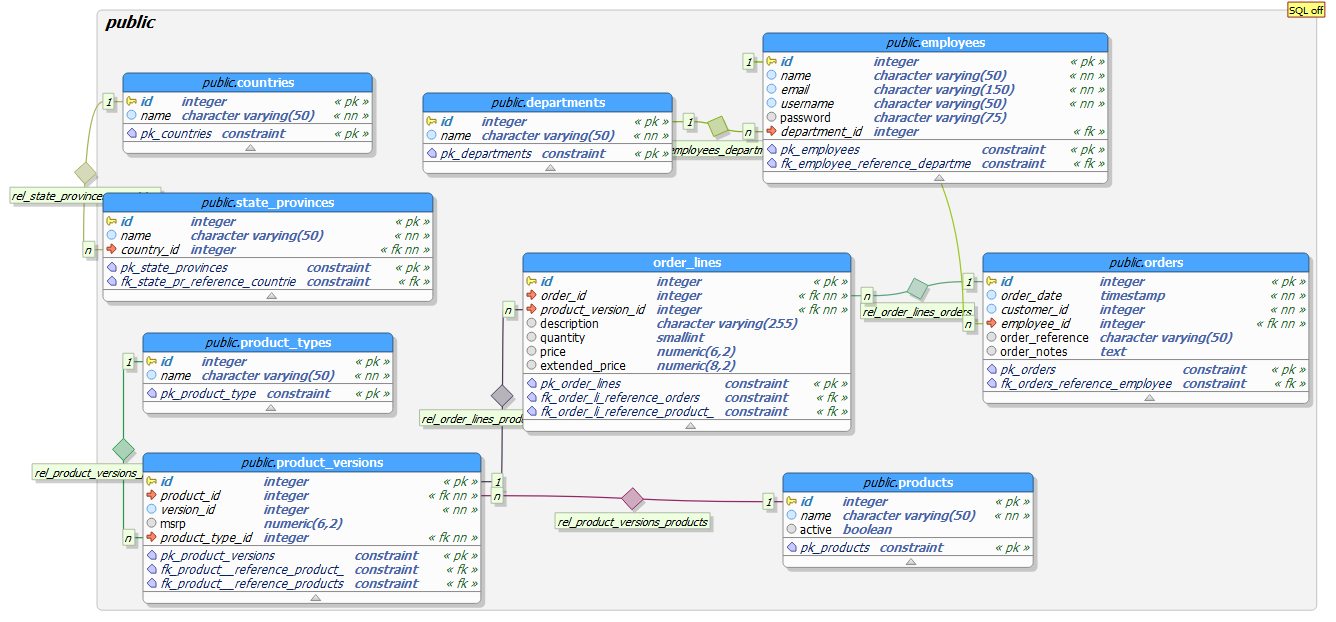 SQL off
public
public.employees
id integer « pk »
name character varying(50) « nn »
email character varying(150) « nn »
username character varying(50) « nn »
password character varying(75)
department_id integer « fk »
pk_employees constraint « pk »
fk_employee_reference_departme constraint « fk »
1
n
public.countries
id integer « pk »
name character varying(50) « nn »
pk_countries constraint « pk »
1
public.departments
id integer « pk »
name character varying(50) « nn »
pk_departments constraint « pk »
1
rel_state_provinces
public.state_provinces
id integer « pk »
name character varying(50) « nn »
country_id integer « fk nn »
pk_state_provinces constraint « pk »
fk_state_pr_reference_countrie constraint « fk »
n
order_lines
id integer « pk »
order_id integer « fk nn »
product_version_id integer « fk nn »
description character varying(255)
quantity smallint
price numeric(6,2)
extended_price numeric(8,2)
pk_order_lines constraint « pk »
fk_order_li_reference_orders constraint « fk »
fk_order_li_reference_product_ constraint « fk »
n
n
rel_order_lines_orders
1
n
public.orders
id integer « pk »
order_date timestamp « nn »
customer_id integer « nn »
employee_id integer « fk nn »
order_reference character varying(50)
order_notes text
pk_orders constraint « pk »
fk_orders_reference_employee constraint « fk »
public.product_types
id integer « pk »
name character varying(50) « nn »
pk_product_type constraint « pk »
1
rel_product_versions_
public.product_versions
id integer « pk »
product_id integer « fk nn »
version_id integer « nn »
msrp numeric(6,2)
product_type_id integer « fk nn »
pk_product_versions constraint « pk »
fk_product__reference_product_ constraint « fk »
fk_product__reference_products constraint « fk »
n
1
n
rel_product_versions_products
1
public.products
id integer « pk »
name character varying(50) « nn »
active boolean
pk_products constraint « pk »